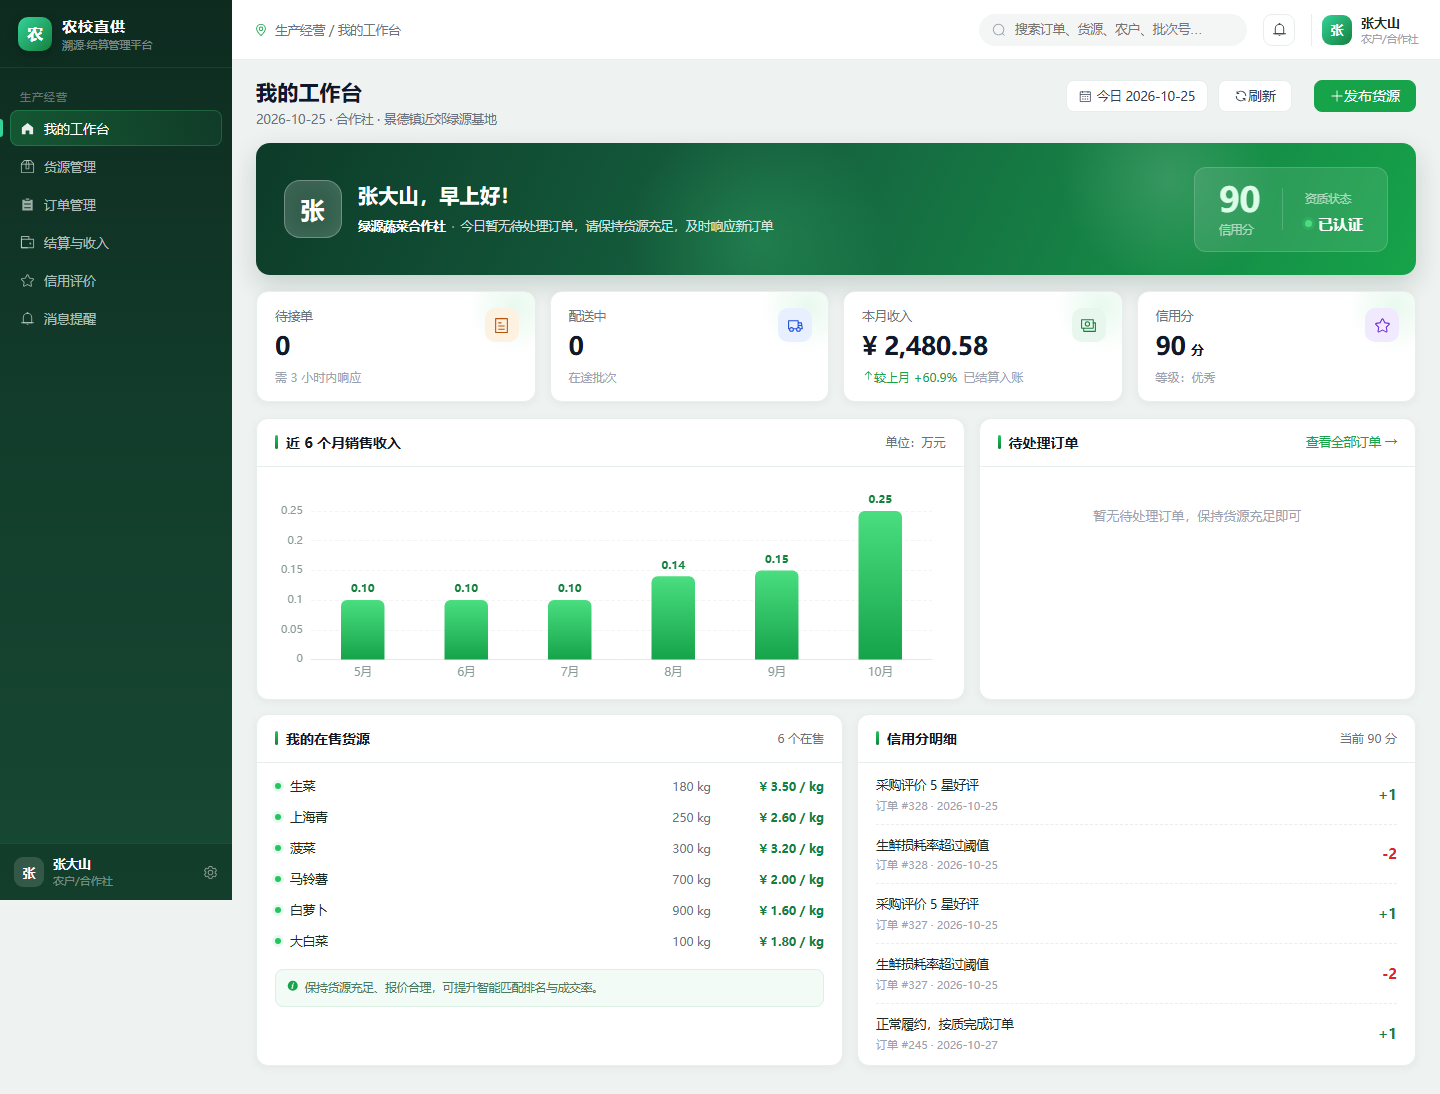 农
农校直供
溯源·结算管理平台
生产经营
我的工作台
货源管理
订单管理
结算与收入
信用评价
消息提醒
张
张大山
农户/合作社
生产经营 / 我的工作台
搜索订单、货源、农户、批次号...
张
张大山
农户/合作社
我的工作台
2026-10-25 · 合作社 · 景德镇近郊绿源基地
今日 2026-10-25
刷新
+发布货源
张
张大山，早上好！
绿源蔬菜合作社 · 今日暂无待处理订单，请保持货源充足，及时响应新订单
90
信用分
资质状态
已认证
待接单
0
需 3 小时内响应
配送中
0
在途批次
本月收入
¥ 2,480.58
↑较上月 +60.9% 已结算入账
信用分
90 分
等级：优秀
近 6 个月销售收入
单位：万元
0.25
0.2
0.15
0.1
0.05
0
0.10
0.10
0.10
0.14
0.15
0.25
5月
6月
7月
8月
9月
10月
待处理订单
查看全部订单 →
暂无待处理订单，保持货源充足即可
我的在售货源
6 个在售
生菜 180 kg ¥ 3.50 / kg
上海青 250 kg ¥ 2.60 / kg
菠菜 300 kg ¥ 3.20 / kg
马铃薯 700 kg ¥ 2.00 / kg
白萝卜 900 kg ¥ 1.60 / kg
大白菜 100 kg ¥ 1.80 / kg
保持货源充足、报价合理，可提升智能匹配排名与成交率。
信用分明细
当前 90 分
采购评价 5 星好评
订单 #328 · 2026-10-25
+1
生鲜损耗率超过阈值
订单 #328 · 2026-10-25
-2
采购评价 5 星好评
订单 #327 · 2026-10-25
+1
生鲜损耗率超过阈值
订单 #327 · 2026-10-25
-2
正常履约，按质完成订单
订单 #245 · 2026-10-27
+1